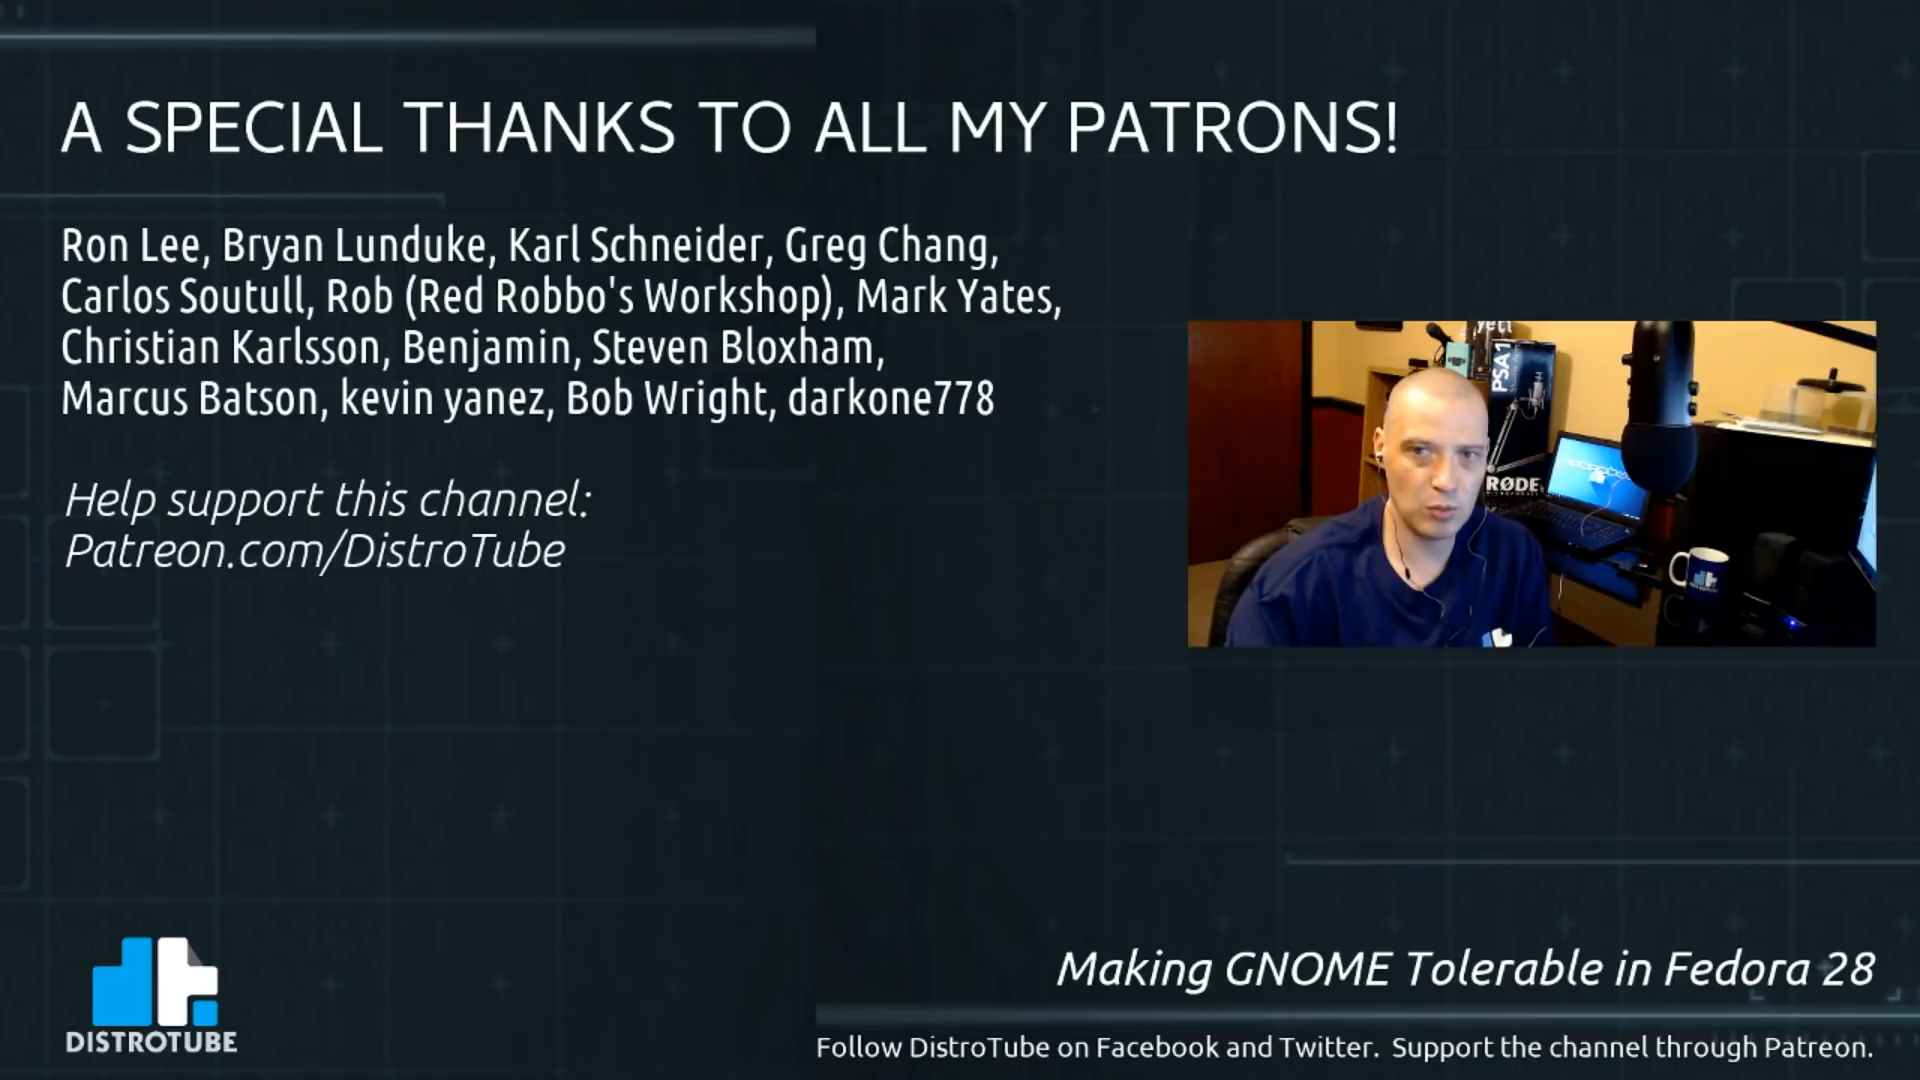 A SPECIAL THANKS TO ALL MY PATRONS!
Ron Lee, Bryan Lunduke, Karl Schneider, Greg Chang,
Carlos Soutull, Rob (Red Robbo's Workshop), Mark Yates,
Christian Karlsson, Benjamin, Steven Bloxham,
Marcus Batson, kevin yanez, Bob Wright, darkone778
Help support this channel:
Patreon.com/DistroTube
yeti
PSA1
RØDE
Making GNOME Tolerable in Fedora 28
DISTROTUBE
Follow DistroTube on Facebook and Twitter. Support the channel through Patreon.